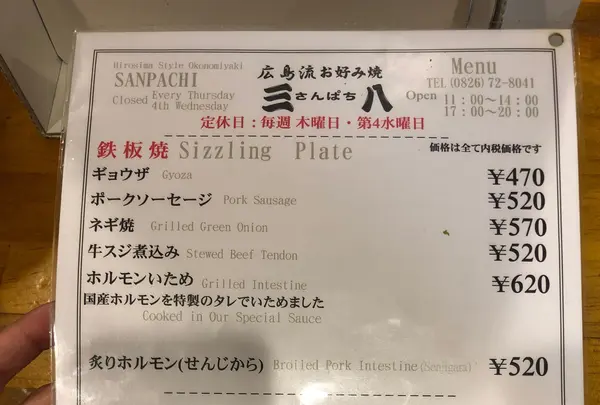 Hirosima Style Okonomiyaki
SANPACHI
Closed Every Thursday
4th Wednesday
広島流お好み焼
三さんぱち八
Menu
TEL(0826)72-8041
Open 11:00～14:00
17:00～20:00
定休日：毎週 木曜日・第4水曜日
鉄板焼 Sizzling Plate 価格は全て内税価格です
ギョウザ Gyoza ¥470
ポークソーセージ Pork Sausage ¥520
ネギ焼 Grilled Green Onion ¥570
牛スジ煮込み Stewed Beef Tendon ¥520
ホルモンいため Grilled Intestine ¥620
国産ホルモンを特製のタレでいためました
Cooked in Our Special Sauce
炙りホルモン(せんじから) Broiled Pork Intestine ¥520